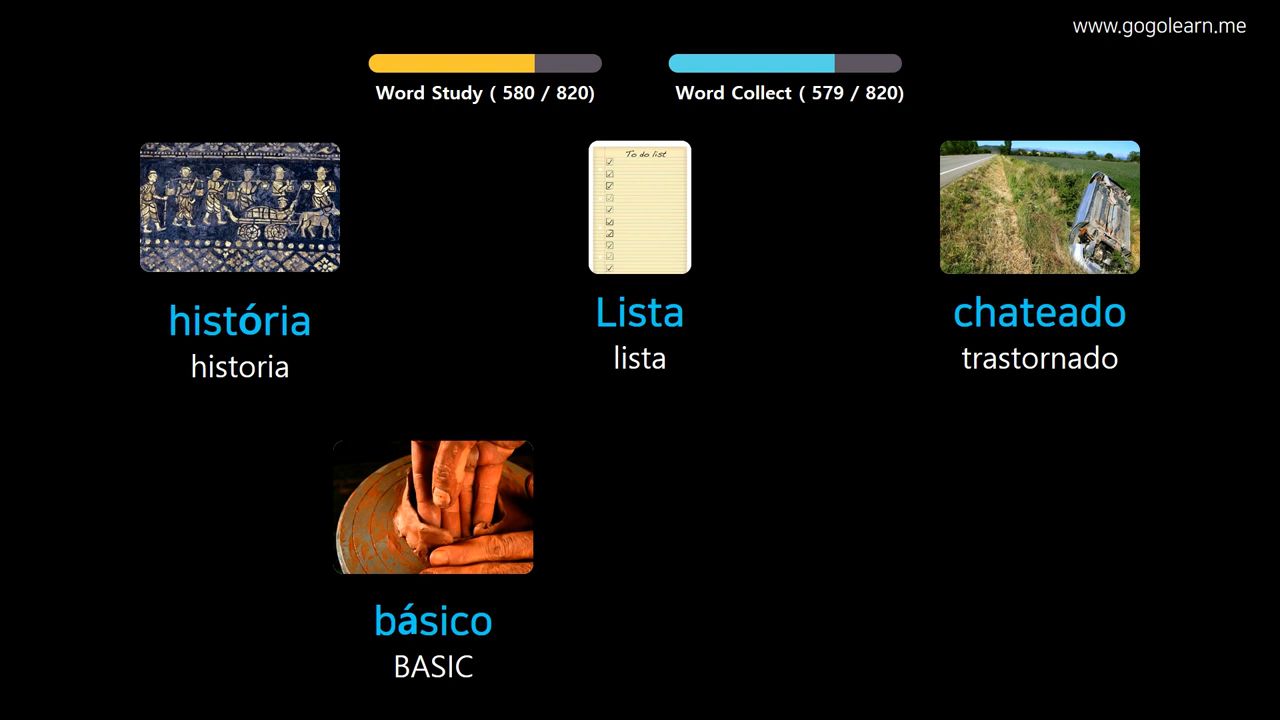 www.gogolearn.me
Word Study ( 580 / 820)
Word Collect ( 579 / 820)
To do list
história
historia
Lista
lista
chateado
trastornado
básico
BASIC